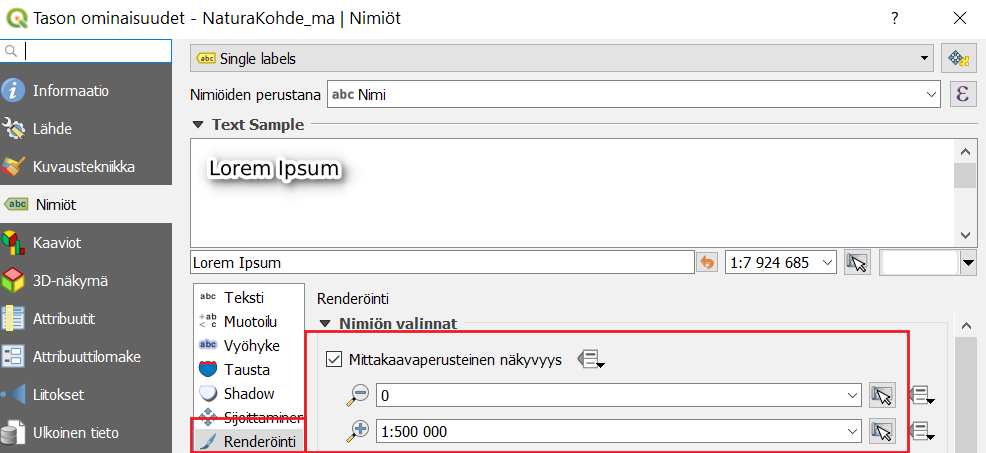 Tason ominaisuudet - NaturaKohde_ma | Nimiöt
?
Informaatio
Lähde
Kuvaustekniikka
abc Nimiöt
Kaaviot
3D-näkymä
Attribuutit
Attribuuttilomake
Liitokset
Ulkoinen tieto
abc Single labels
Nimiöiden perustana abc Nimi ε
Text Sample
Lorem Ipsum
Lorem Ipsum 1:7 924 685
abc Teksti
+ab < c Muotoilu
abc Vyöhyke
Tausta
Shadow
Sijoittaminen
Renderöinti
Renderöinti
Nimiön valinnat
Mittakaavaperusteinen näkyvyys
0
1:500 000